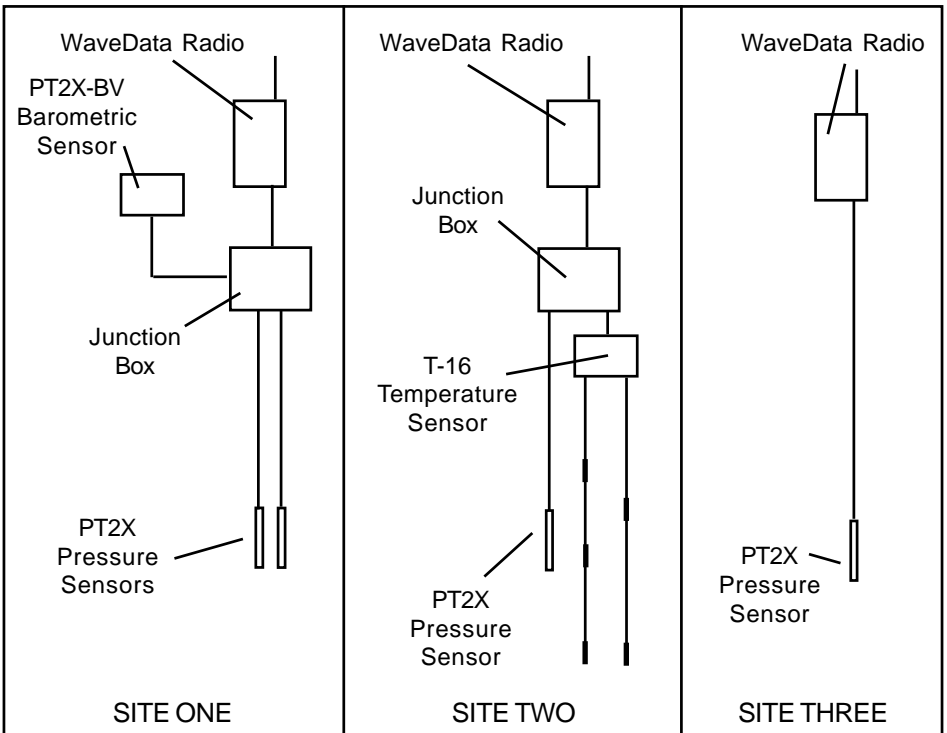 WaveData Radio
PT2X-BV
Barometric
Sensor
Junction
Box
PT2X
Pressure
Sensors
SITE ONE
WaveData Radio
Junction
Box
T-16
Temperature
Sensor
PT2X
Pressure
Sensor
SITE TWO
WaveData Radio
PT2X
Pressure
Sensor
SITE THREE